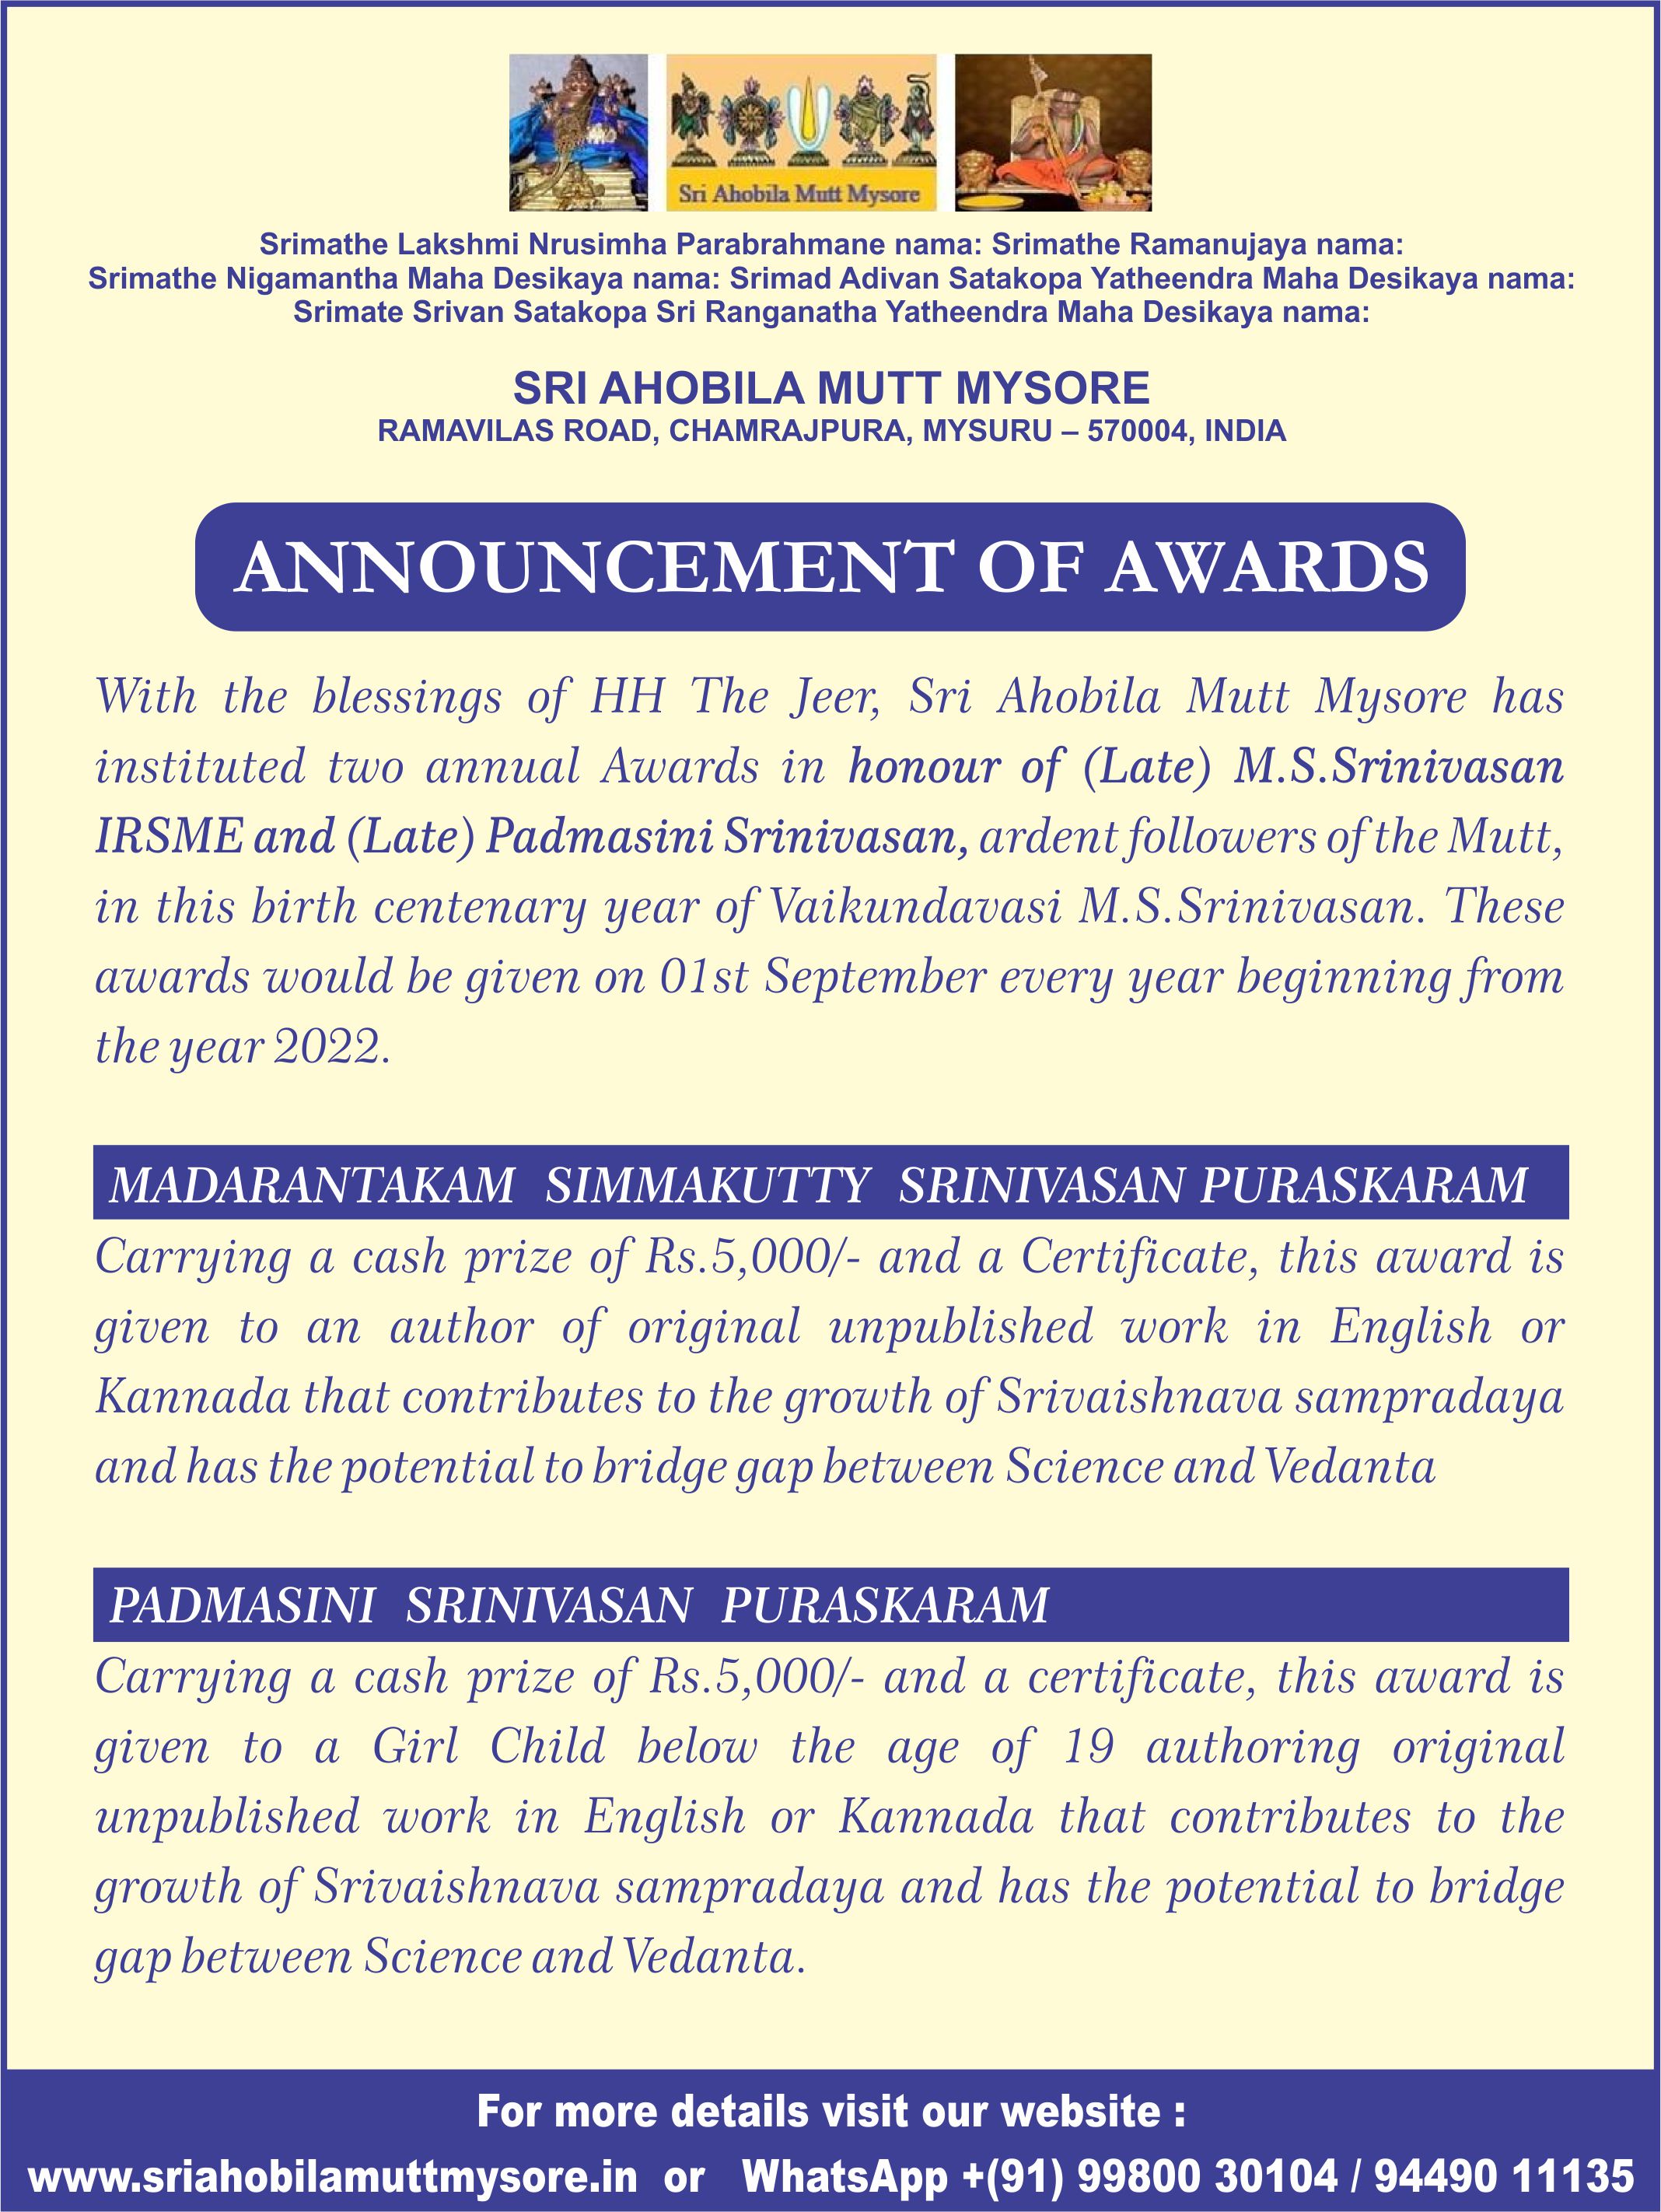 Sri Ahobila Mutt Mysore
Srimathe Lakshmi Nrusimha Parabrahmane nama: Srimathe Ramanujaya nama:
Srimathe Nigamantha Maha Desikaya nama: Srimad Adivan Satakopa Yatheendra Maha Desikaya nama:
Srimate Srivan Satakopa Sri Ranganatha Yatheendra Maha Desikaya nama:
SRI AHOBILA MUTT MYSORE
RAMAVILAS ROAD, CHAMRAJPURA, MYSURU – 570004, INDIA
ANNOUNCEMENT OF AWARDS
With the blessings of HH The Jeer, Sri Ahobila Mutt Mysore has
instituted two annual Awards in honour of (Late) M.S.Srinivasan
IRSME and (Late) Padmasini Srinivasan, ardent followers of the Mutt,
in this birth centenary year of Vaikundavasi M.S.Srinivasan. These
awards would be given on 01st September every year beginning from
the year 2022.
MADARANTAKAM SIMMAKUTTY SRINIVASAN PURASKARAM
Carrying a cash prize of Rs.5,000/- and a Certificate, this award is
given to an author of original unpublished work in English or
Kannada that contributes to the growth of Srivaishnava sampradaya
and has the potential to bridge gap between Science and Vedanta
PADMASINI SRINIVASAN PURASKARAM
Carrying a cash prize of Rs.5,000/- and a certificate, this award is
given to a Girl Child below the age of 19 authoring original
unpublished work in English or Kannada that contributes to the
growth of Srivaishnava sampradaya and has the potential to bridge
gap between Science and Vedanta.
For more details visit our website :
www.sriahobilamuttmysore.in or WhatsApp +(91) 99800 30104 / 94490 11135